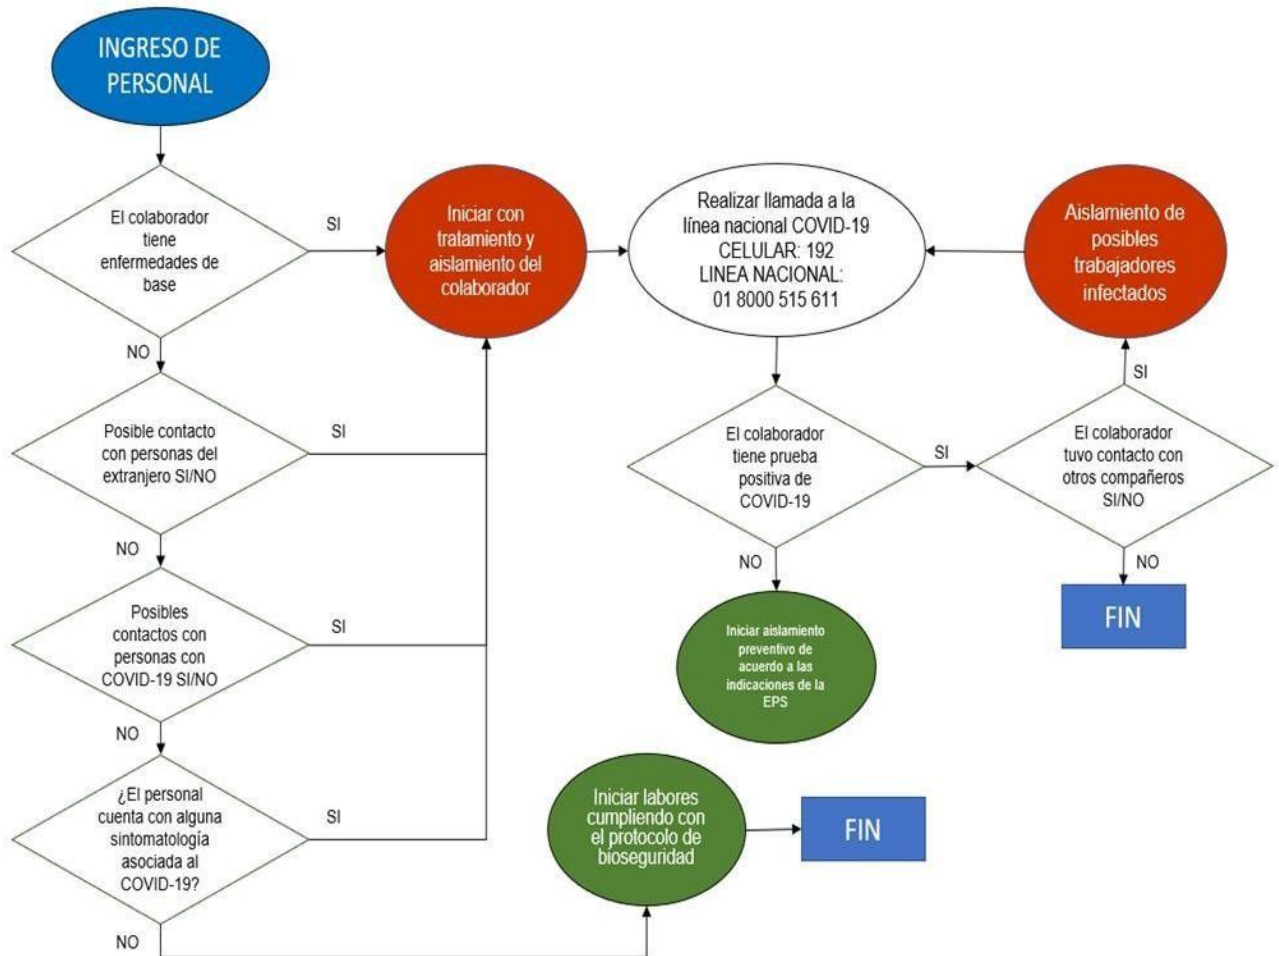 INGRESO DE
PERSONAL
El colaborador
tiene
enfermedades de
base
SI
NO
Iniciar con
tratamiento y
aislamiento del
colaborador
Realizar llamada a la
línea nacional COVID-19
CELULAR: 192
LINEA NACIONAL:
01 8000 515 611
Aislamiento de
posibles
trabajadores
infectados
Posible contacto
con personas del
extranjero SI/NO
SI
NO
El colaborador
tiene prueba
positiva de
COVID-19
SI
NO
El colaborador
tuvo contacto con
otros compañeros
SI/NO
SI
NO
FIN
Iniciar aislamiento
preventivo de
acuerdo a las
indicaciones de la
EPS
Posibles
contactos con
personas con
COVID-19 SI/NO
SI
NO
¿El personal
cuenta con alguna
sintomatología
asociada al
COVID-19?
SI
NO
Iniciar labores
cumpliendo con
el protocolo de
bioseguridad
FIN